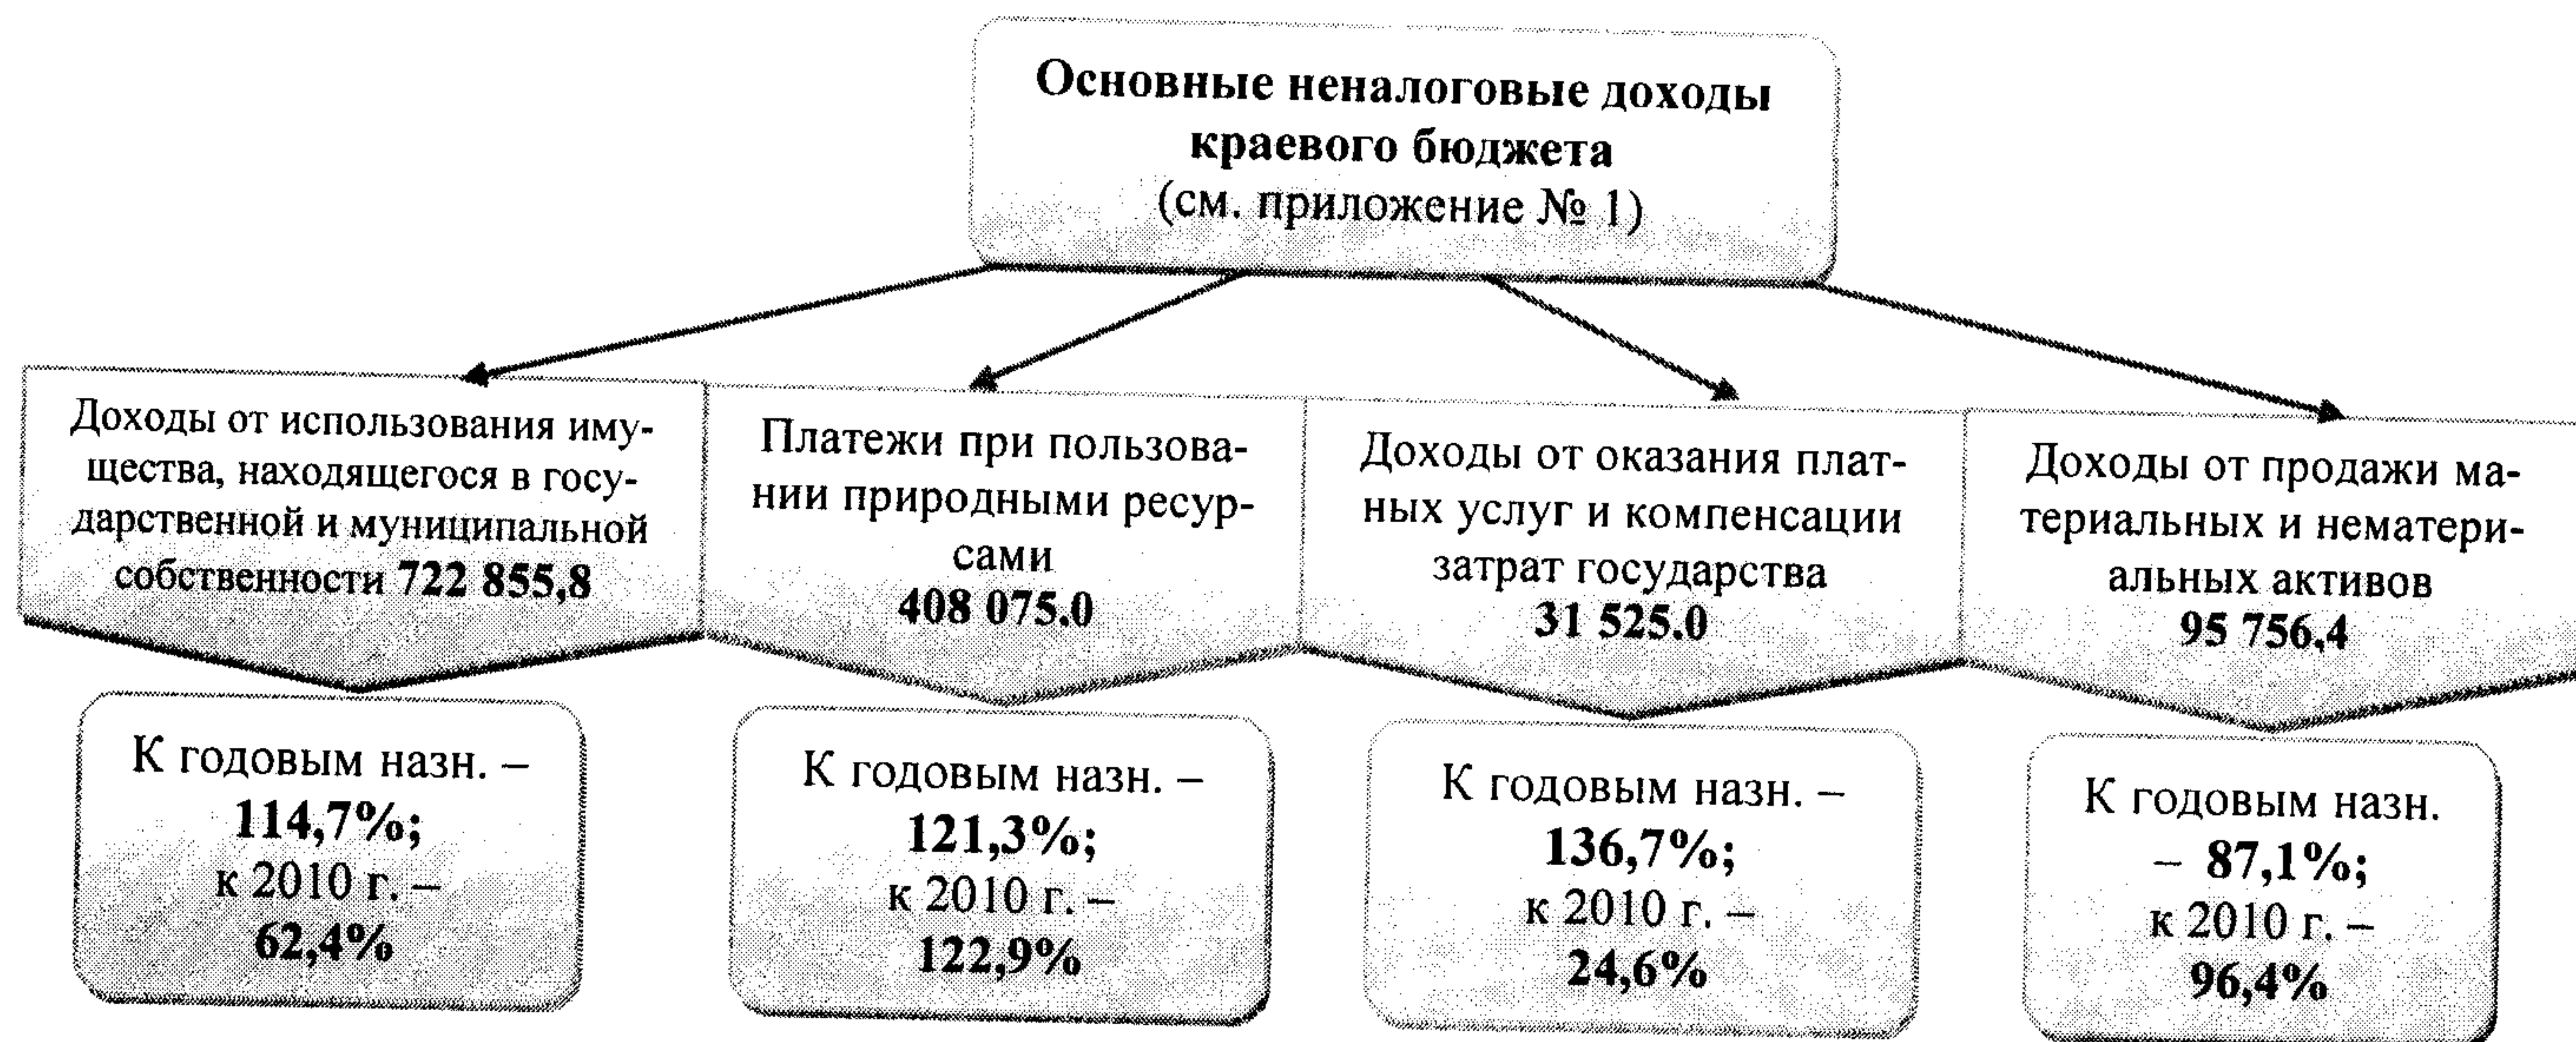 Основные неналоговые доходы
краевого бюджета
(см. приложение № 1)
Доходы от использования иму-
щества, находящегося в госу-
дарственной и муниципальной
собственности 722 855,8
Платежи при пользова-
нии природными ресур-
сами
408 075.0
Доходы от оказания плат-
ных услуг и компенсации
затрат государства
31 525.0
Доходы от продажи ма-
териальных и нематери-
альных активов
95 756,4
К годовым назн. –
114,7%;
к 2010 г. –
62,4%
К годовым назн. –
121,3%;
к 2010 г. –
122,9%
К годовым назн. –
136,7%;
к 2010 г. –
24,6%
К годовым назн.
– 87,1%;
к 2010 г. –
96,4%